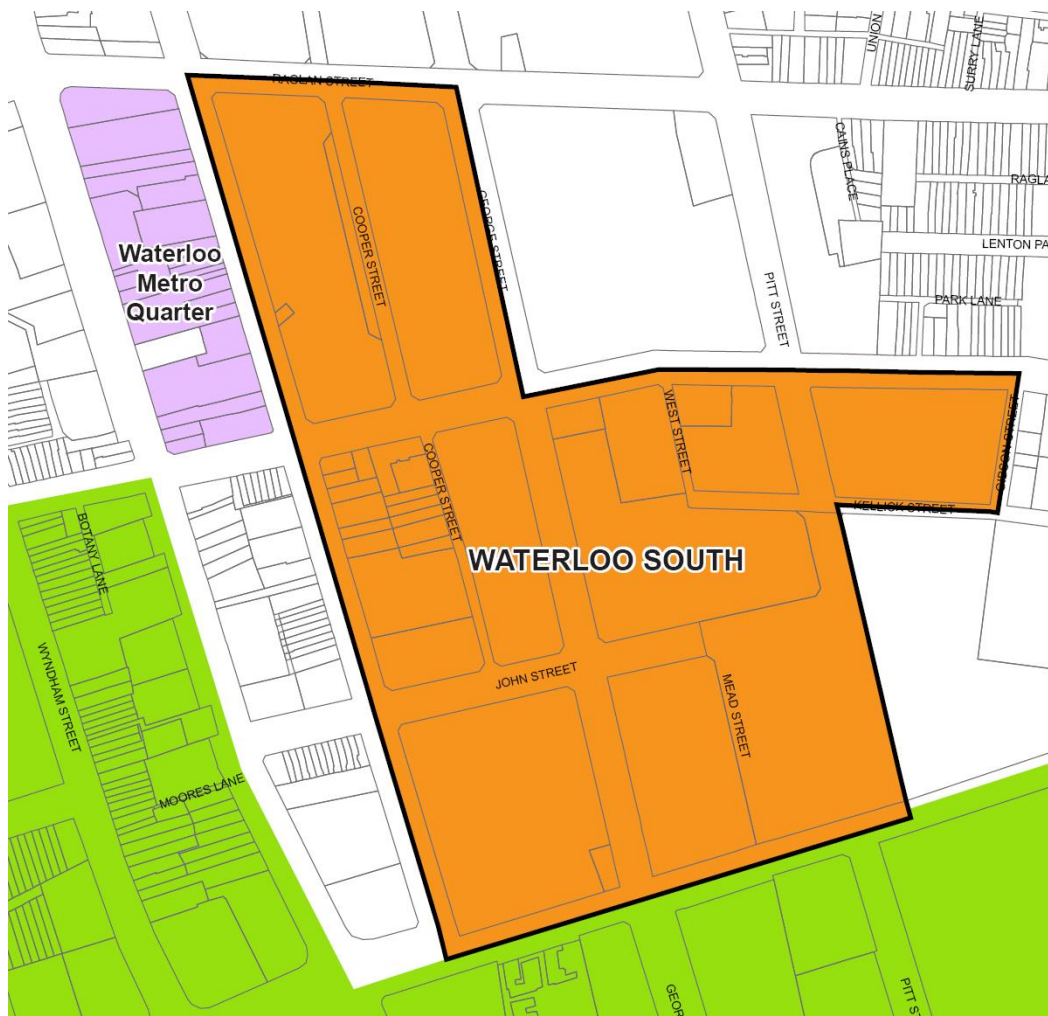 UNION
SURRY LANE
RAGLAN STREET
CAINS PLACE
RAGLA
COOPER STREET
GEORGE STREET
LENTON PA
Waterloo
Metro
Quarter
PITT STREET
PARK LANE
WEST STREET
GIBSON STREET
COOPER STREET
KELLICK STREET
BOTANY LANE
WATERLOO SOUTH
WYNDHAM STREET
JOHN STREET
MEAD STREET
MOORES LANE
GEOR
PITT ST